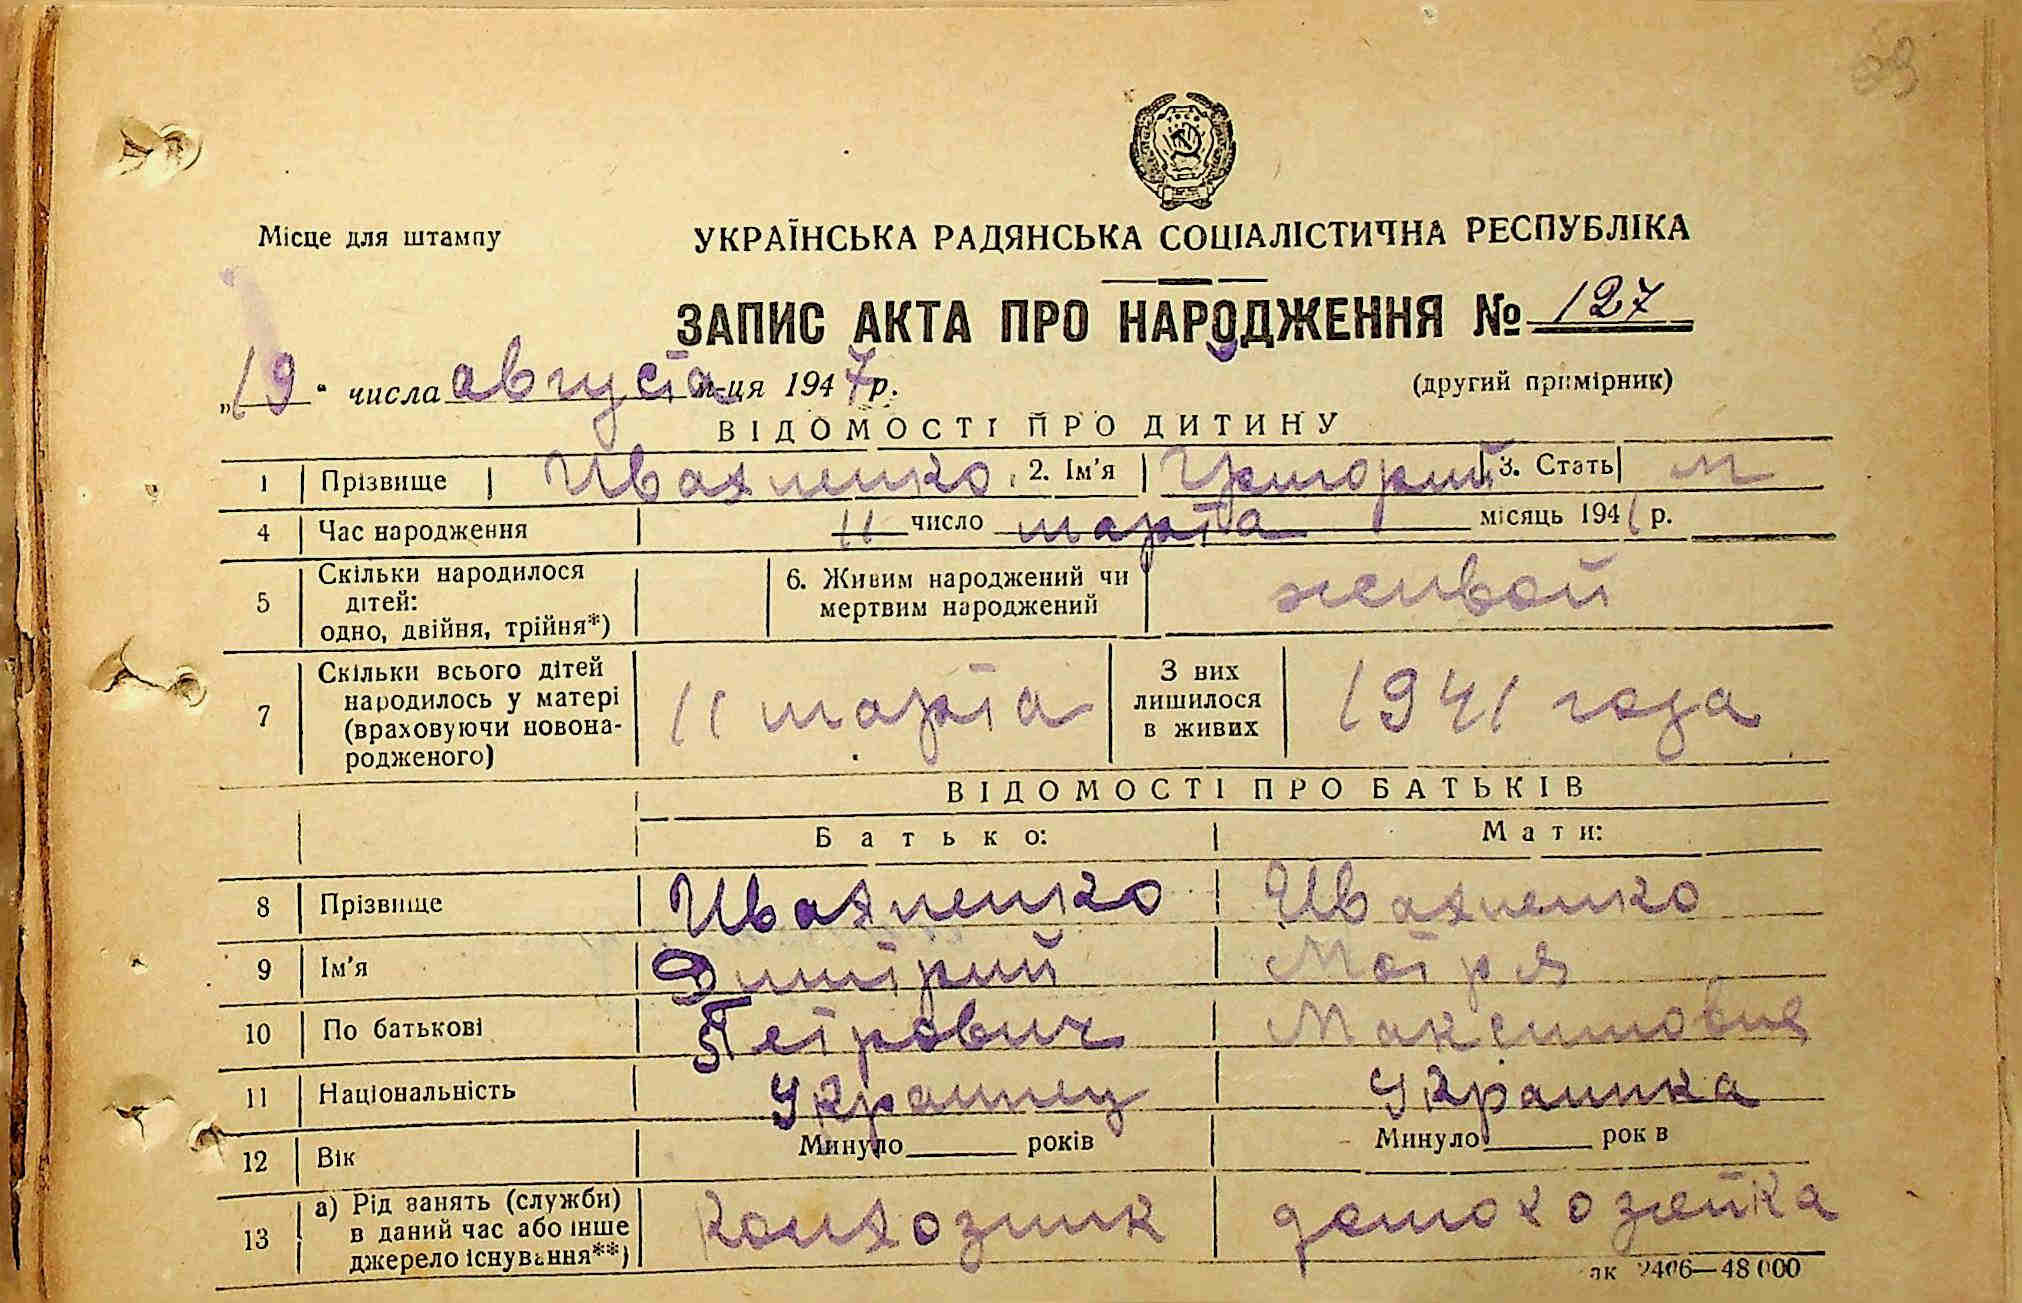 Місце для штампу
УКРАЇНСЬКА РАДЯНСЬКА СОЦІАЛІСТИЧНА РЕСПУБЛІКА
ЗАПИС АКТА ПРО НАРОДЖЕННЯ № 127
„19" числа августа м-ця 1947 р.
(другий примірник)
ВІДОМОСТІ ПРО ДИТИНУ
1 Прізвище Ивахненко 2. Ім'я Григорий 3. Стать м
4 Час народження 11 число марта місяць 1941 р.
5 Скільки народилося дітей: одно, двійня, трійня*) 6. Живим народжений чи мертвим народжений живой
7 Скільки всього дітей народилось у матері (враховуючи новонародженого) 11 марта З них лишилося в живих 1941 года
ВІДОМОСТІ ПРО БАТЬКІВ
Батько: Мати:
8 Прізвище Ивахненко Ивахненко
9 Ім'я Дмитрий Мотря
10 По батькові Петрович Максимовна
11 Національність Украинец Украинка
12 Вік Минуло років Минуло рок в
13 а) Рід занять (служби) в даний час або інше джерело існування**) колхозник домохозяйка
2406—48 000